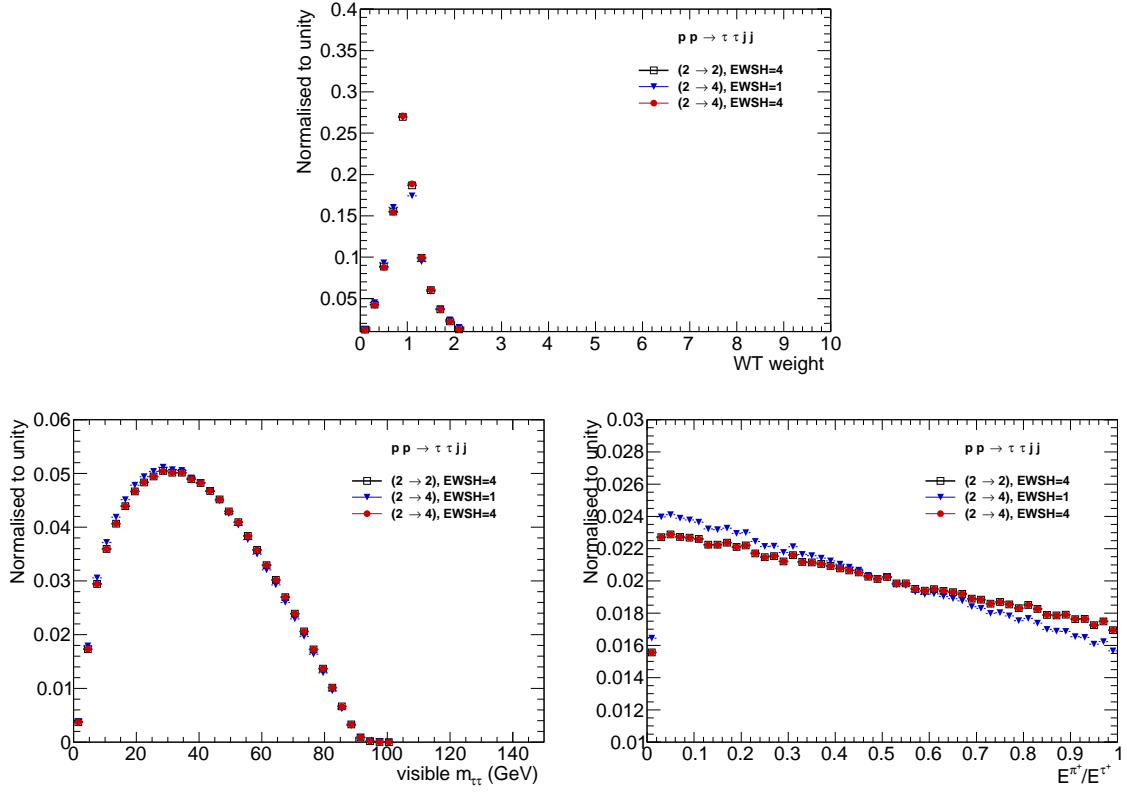 Normalised to unity
0.4
0.35
0.3
0.25
0.2
0.15
0.1
0.05
p p → τ τ j j
(2 → 2), EWSH=4
(2 → 4), EWSH=1
(2 → 4), EWSH=4
0 1 2 3 4 5 6 7 8 9 10
WT weight
Normalised to unity
0.06
0.05
0.04
0.03
0.02
0.01
0
p p → τ τ j j
(2 → 2), EWSH=4
(2 → 4), EWSH=1
(2 → 4), EWSH=4
0 20 40 60 80 100 120 140
visible m_ττ (GeV)
Normalised to unity
0.03
0.028
0.026
0.024
0.022
0.02
0.018
0.016
0.014
0.012
0.01
p p → τ τ j j
(2 → 2), EWSH=4
(2 → 4), EWSH=1
(2 → 4), EWSH=4
0 0.1 0.2 0.3 0.4 0.5 0.6 0.7 0.8 0.9 1
E^π⁺/E^τ⁺